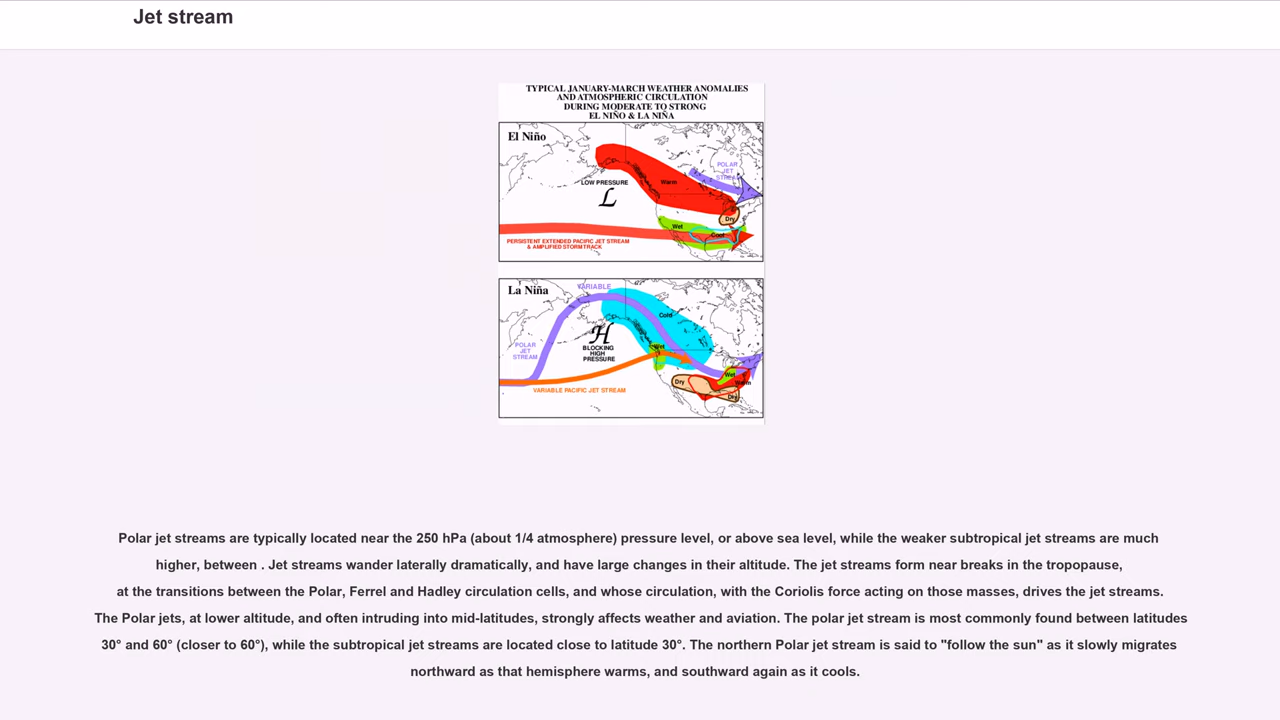 Jet stream
TYPICAL JANUARY-MARCH WEATHER ANOMALIES
AND ATMOSPHERIC CIRCULATION
DURING MODERATE TO STRONG
EL NIÑO & LA NIÑA
El Niño
POLAR
JET
STREAM
LOW PRESSURE
Warm
L
Dry
Wet
Cool
PERSISTENT EXTENDED PACIFIC JET STREAM
& AMPLIFIED STORM TRACK
La Niña
VARIABLE
Cold
H
POLAR
JET
STREAM
BLOCKING
HIGH
PRESSURE
Wet
Wet
Dry
Warm
VARIABLE PACIFIC JET STREAM
Dry
Polar jet streams are typically located near the 250 hPa (about 1/4 atmosphere) pressure level, or above sea level, while the weaker subtropical jet streams are much
higher, between . Jet streams wander laterally dramatically, and have large changes in their altitude. The jet streams form near breaks in the tropopause,
at the transitions between the Polar, Ferrel and Hadley circulation cells, and whose circulation, with the Coriolis force acting on those masses, drives the jet streams.
The Polar jets, at lower altitude, and often intruding into mid-latitudes, strongly affects weather and aviation. The polar jet stream is most commonly found between latitudes
30° and 60° (closer to 60°), while the subtropical jet streams are located close to latitude 30°. The northern Polar jet stream is said to "follow the sun" as it slowly migrates
northward as that hemisphere warms, and southward again as it cools.